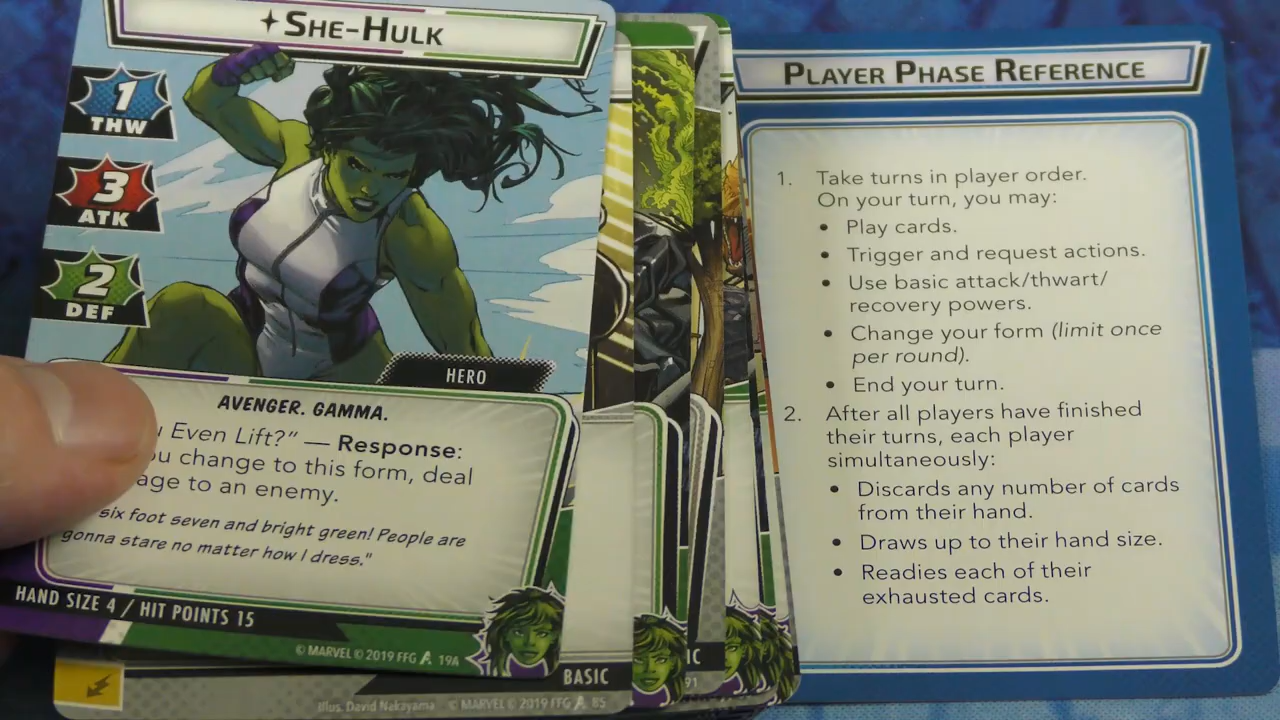 SHE-HULK
1
THW
3
ATK
2
DEF
HERO
AVENGER. GAMMA.
Even Lift?" — Response:
change to this form, deal
to an enemy.
six foot seven and bright green! People are
gonna stare no matter how I dress."
HAND SIZE 4 / HIT POINTS 15
© MARVEL © 2019 FFG 19A
BASIC
Illus. David Nakayama © MARVEL © 2019 FFG 85
91
PLAYER PHASE REFERENCE
1. Take turns in player order.
On your turn, you may:
• Play cards.
• Trigger and request actions.
• Use basic attack/thwart/
recovery powers.
• Change your form (limit once
per round).
• End your turn.
2. After all players have finished
their turns, each player
simultaneously:
• Discards any number of cards
from their hand.
• Draws up to their hand size.
• Readies each of their
exhausted cards.